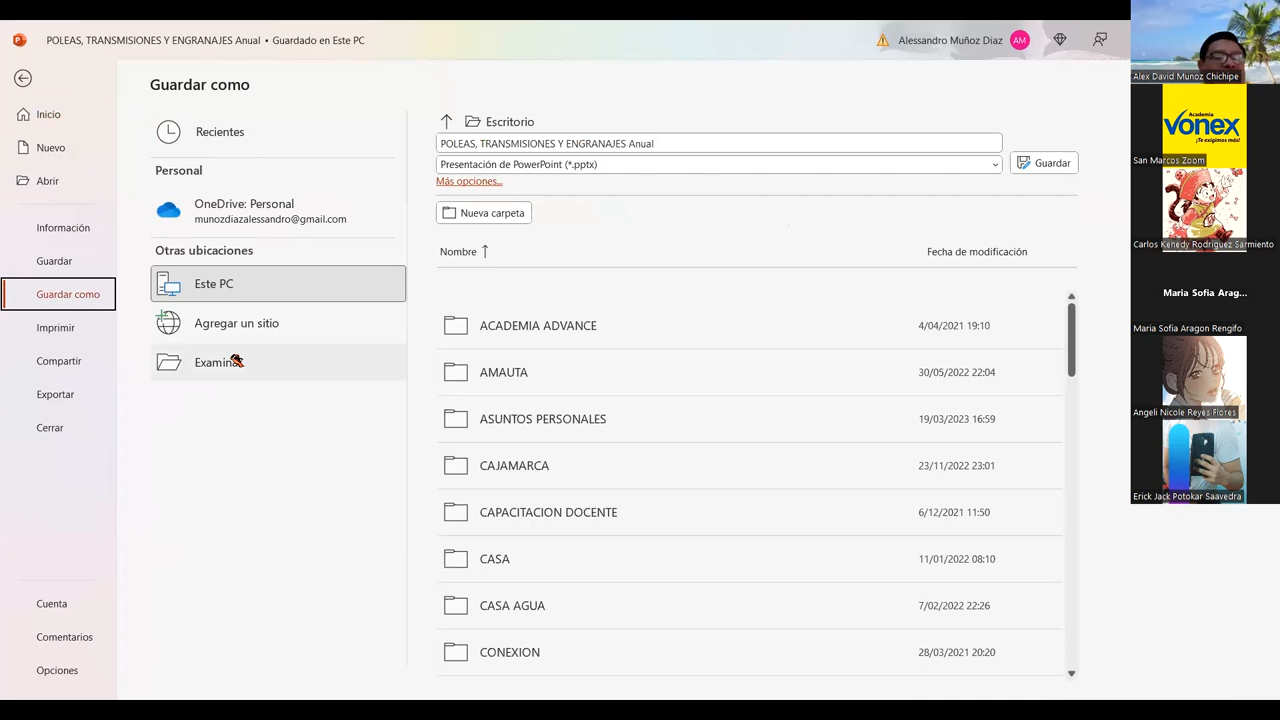 POLEAS, TRANSMISIONES Y ENGRANAJES Anual • Guardado en Este PC
Alessandro Muñoz Diaz
AM
Guardar como
Inicio
Nuevo
Abrir
Información
Guardar
Guardar como
Imprimir
Compartir
Exportar
Cerrar
Cuenta
Comentarios
Opciones
Recientes
Personal
OneDrive: Personal
munozdiazalessandro@gmail.com
Otras ubicaciones
Este PC
Agregar un sitio
Escritorio
POLEAS, TRANSMISIONES Y ENGRANAJES Anual
Presentación de PowerPoint (*.pptx)
Guardar
Más opciones...
Nueva carpeta
Nombre ↑ Fecha de modificación
ACADEMIA ADVANCE 4/04/2021 19:10
AMAUTA 30/05/2022 22:04
ASUNTOS PERSONALES 19/03/2023 16:59
CAJAMARCA 23/11/2022 23:01
CAPACITACION DOCENTE 6/12/2021 11:50
CASA 11/01/2022 08:10
CASA AGUA 7/02/2022 22:26
CONEXION 28/03/2021 20:20
Alex David Munoz Chichipe
Academia
VONEX
¡Te exigimos más!
San Marcos Zoom
Carlos Kenedy Rodriguez Sarmiento
Maria Sofia Arag...
Maria Sofia Aragon Rengifo
Angeli Nicole Reyes Flores
Erick Jack Potokar Saavedra